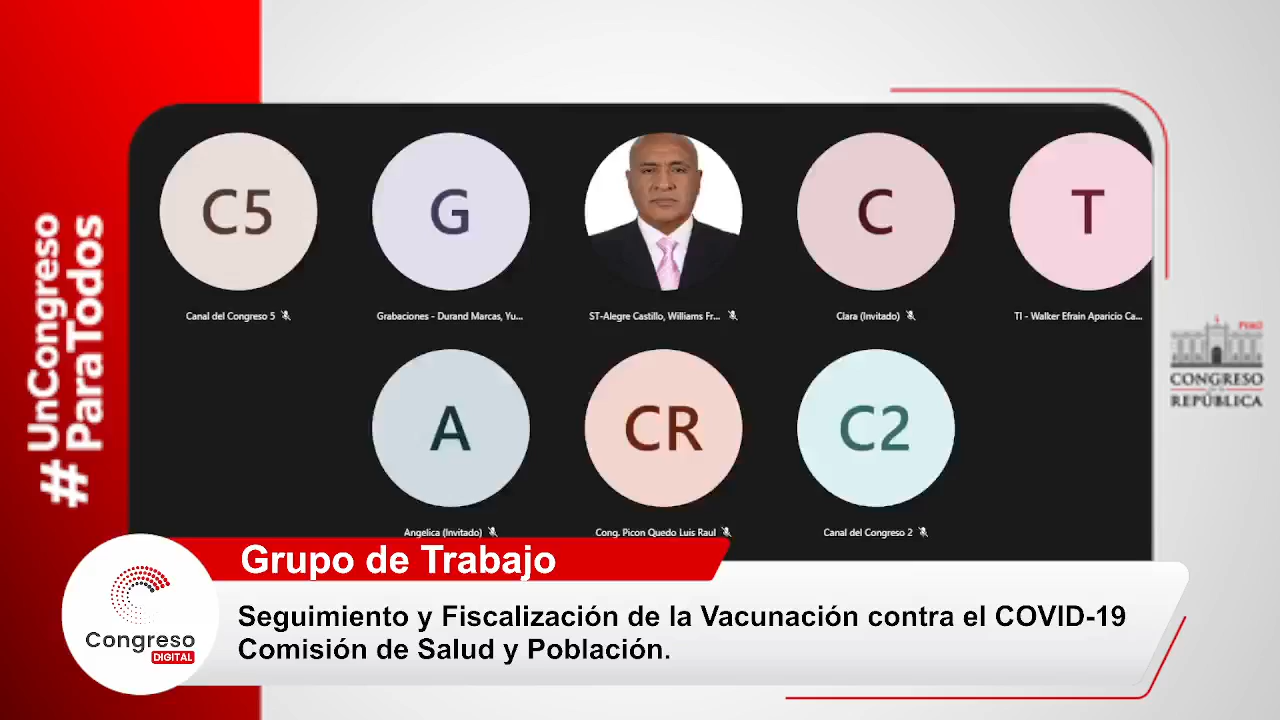 #UnCongreso
ParaTodos
C5
G
C
T
Canal del Congreso 5
Grabaciones - Durand Marcas, Yu...
ST-Alegre Castillo, Williams Fr...
Clara (Invitado)
TI - Walker Efrain Aparicio Ca...
A
CR
C2
Angelica (Invitado)
Cong. Picon Quedo Luis Raul
Canal del Congreso 2
PERÚ
CONGRESO
REPÚBLICA
Grupo de Trabajo
Seguimiento y Fiscalización de la Vacunación contra el COVID-19
Comisión de Salud y Población.
Congreso
DIGITAL